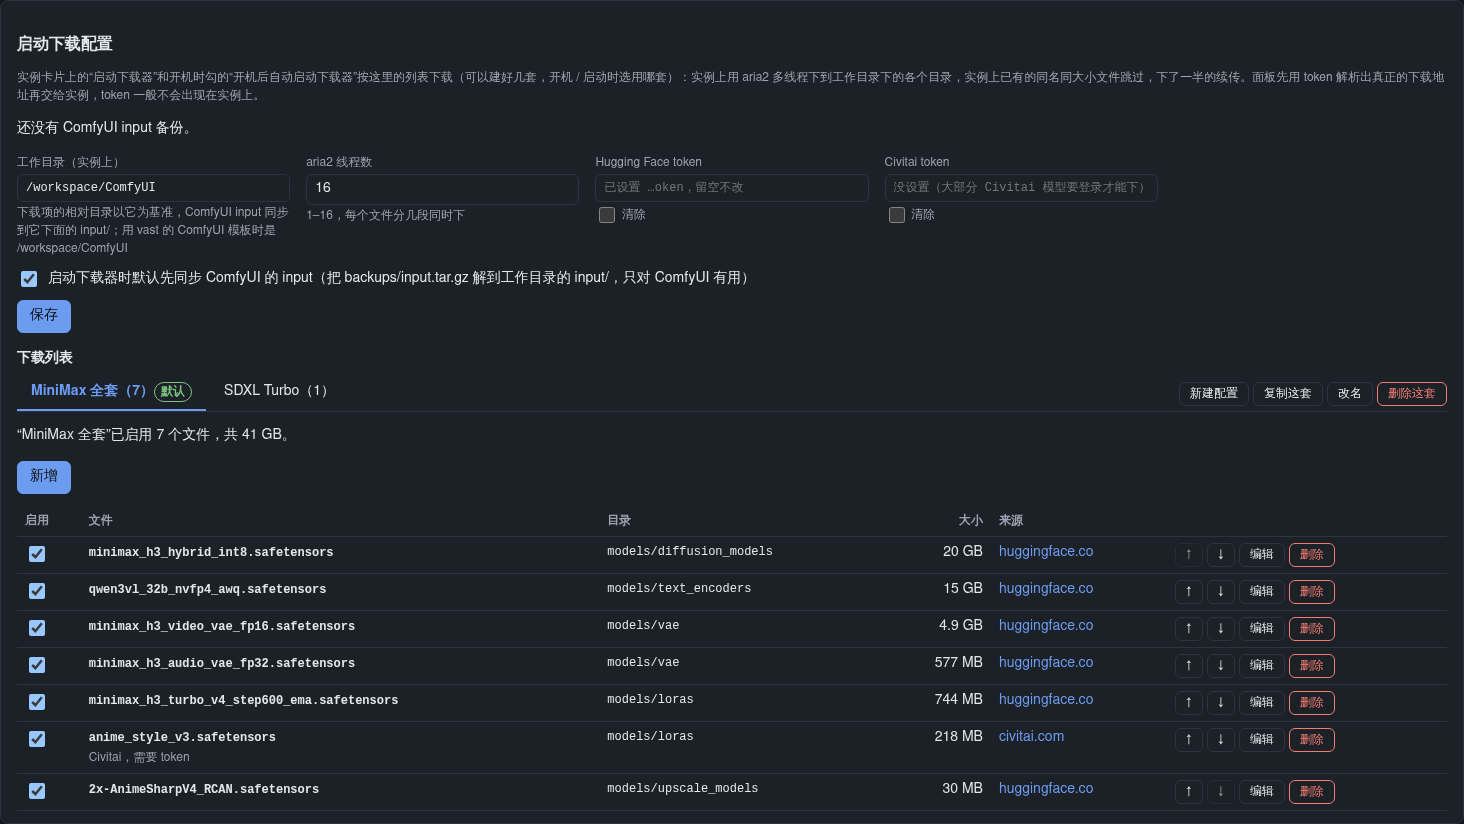 启动下载配置
实例卡片上的“启动下载器”和开机时勾的“开机后自动启动下载器”按这里的列表下载（可以建好几套，开机 / 启动时选用哪套）：实例上用 aria2 多线程下到工作目录下的各个目录，实例上已有的同名同大小文件跳过，下了一半的续传。面板先用 token 解析出真正的下载地
址再交给实例，token 一般不会出现在实例上。
还没有 ComfyUI input 备份。
工作目录（实例上） aria2 线程数 Hugging Face token Civitai token
/workspace/ComfyUI 16 已设置 …oken，留空不改 没设置（大部分 Civitai 模型要登录才能下）
下载项的相对目录以它为基准，ComfyUI input 同步 1–16，每个文件分几段同时下 清除 清除
到它下面的 input/；用 vast 的 ComfyUI 模板时是
/workspace/ComfyUI
启动下载器时默认先同步 ComfyUI 的 input（把 backups/input.tar.gz 解到工作目录的 input/，只对 ComfyUI 有用）
保存
下载列表
MiniMax 全套（7） 默认 SDXL Turbo（1） 新建配置 复制这套 改名 删除这套
“MiniMax 全套”已启用 7 个文件，共 41 GB。
新增
启用 文件 目录 大小 来源
minimax_h3_hybrid_int8.safetensors models/diffusion_models 20 GB huggingface.co ↑ ↓ 编辑 删除
qwen3vl_32b_nvfp4_awq.safetensors models/text_encoders 15 GB huggingface.co ↑ ↓ 编辑 删除
minimax_h3_video_vae_fp16.safetensors models/vae 4.9 GB huggingface.co ↑ ↓ 编辑 删除
minimax_h3_audio_vae_fp32.safetensors models/vae 577 MB huggingface.co ↑ ↓ 编辑 删除
minimax_h3_turbo_v4_step600_ema.safetensors models/loras 744 MB huggingface.co ↑ ↓ 编辑 删除
anime_style_v3.safetensors models/loras 218 MB civitai.com ↑ ↓ 编辑 删除
Civitai，需要 token
2x-AnimeSharpV4_RCAN.safetensors models/upscale_models 30 MB huggingface.co ↑ ↓ 编辑 删除